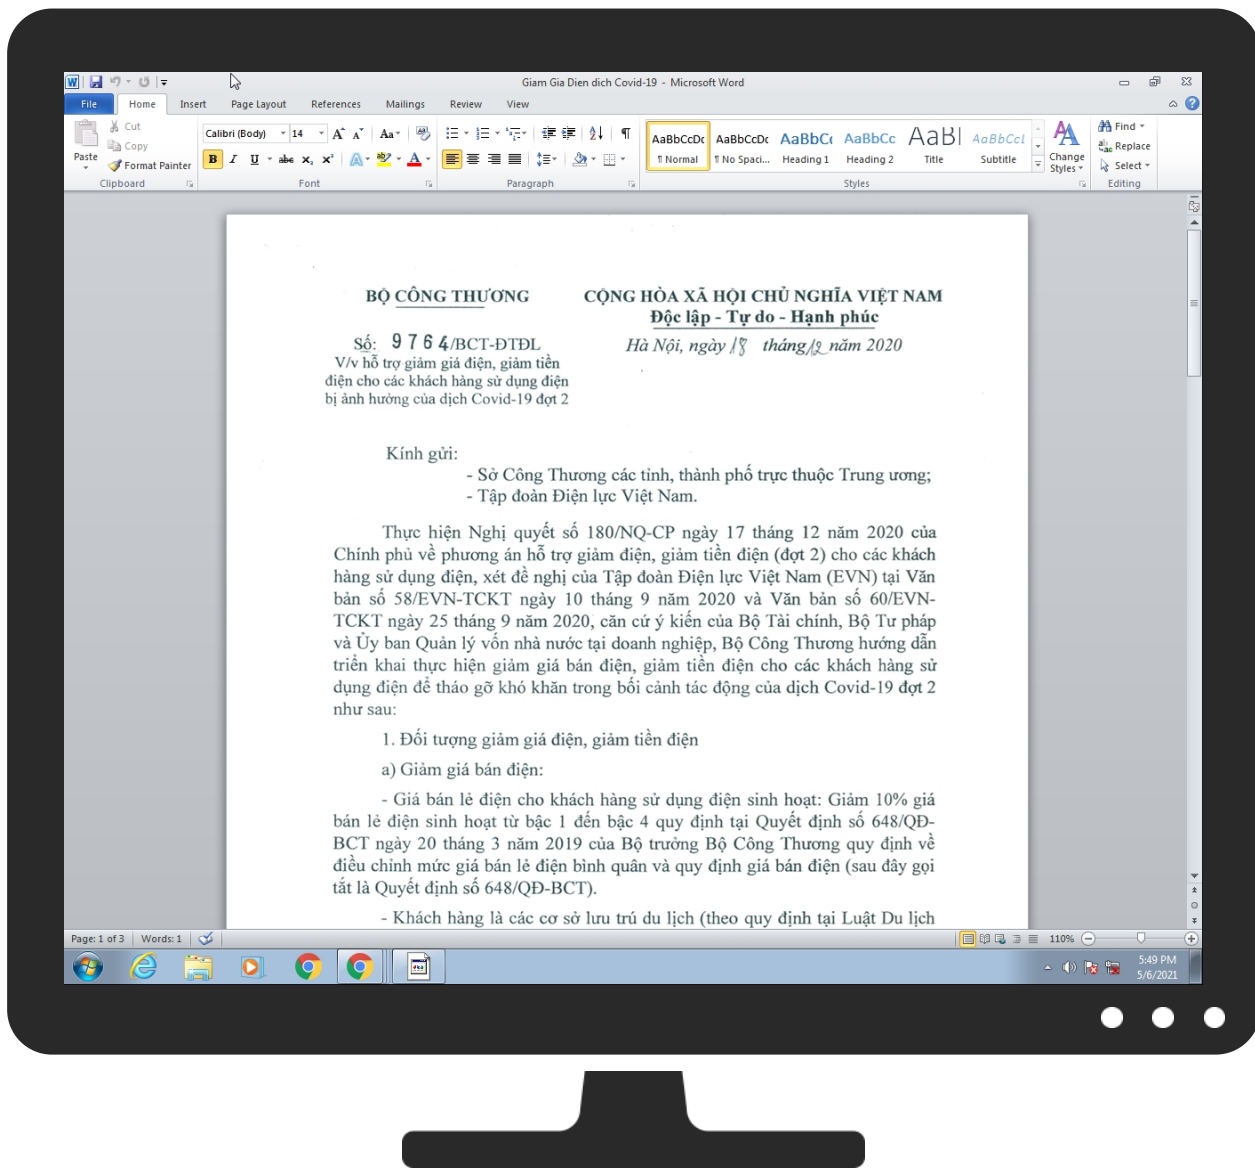 Giam Gia Dien dich Covid-19 - Microsoft Word
File Home Insert Page Layout References Mailings Review View
Paste
Cut
Copy
Format Painter
Clipboard
Calibri (Body) 14
Font
Paragraph
AaBbCcDc AaBbCcDc AaBbCc AaBbCc AaBl AaBbCcL
¶ Normal ¶ No Spaci... Heading 1 Heading 2 Title Subtitle
Styles
Change Styles
Find
Replace
Select
Editing
BỘ CÔNG THƯƠNG
CỘNG HÒA XÃ HỘI CHỦ NGHĨA VIỆT NAM
Độc lập - Tự do - Hạnh phúc
Số: 9764/BCT-ĐTĐL
Hà Nội, ngày 18 tháng 12 năm 2020
V/v hỗ trợ giảm giá điện, giảm tiền
điện cho các khách hàng sử dụng điện
bị ảnh hưởng của dịch Covid-19 đợt 2
Kính gửi:
- Sở Công Thương các tỉnh, thành phố trực thuộc Trung ương;
- Tập đoàn Điện lực Việt Nam.
Thực hiện Nghị quyết số 180/NQ-CP ngày 17 tháng 12 năm 2020 của
Chính phủ về phương án hỗ trợ giảm điện, giảm tiền điện (đợt 2) cho các khách
hàng sử dụng điện, xét đề nghị của Tập đoàn Điện lực Việt Nam (EVN) tại Văn
bản số 58/EVN-TCKT ngày 10 tháng 9 năm 2020 và Văn bản số 60/EVN-
TCKT ngày 25 tháng 9 năm 2020, căn cứ ý kiến của Bộ Tài chính, Bộ Tư pháp
và Ủy ban Quản lý vốn nhà nước tại doanh nghiệp, Bộ Công Thương hướng dẫn
triển khai thực hiện giảm giá bán điện, giảm tiền điện cho các khách hàng sử
dụng điện để tháo gỡ khó khăn trong bối cảnh tác động của dịch Covid-19 đợt 2
như sau:
1. Đối tượng giảm giá điện, giảm tiền điện
a) Giảm giá bán điện:
- Giá bán lẻ điện cho khách hàng sử dụng điện sinh hoạt: Giảm 10% giá
bán lẻ điện sinh hoạt từ bậc 1 đến bậc 4 quy định tại Quyết định số 648/QĐ-
BCT ngày 20 tháng 3 năm 2019 của Bộ trưởng Bộ Công Thương quy định về
điều chỉnh mức giá bán lẻ điện bình quân và quy định giá bán điện (sau đây gọi
tắt là Quyết định số 648/QĐ-BCT).
- Khách hàng là các cơ sở lưu trú du lịch (theo quy định tại Luật Du lịch
Page: 1 of 3 Words: 1 110%
5:49 PM
5/6/2021